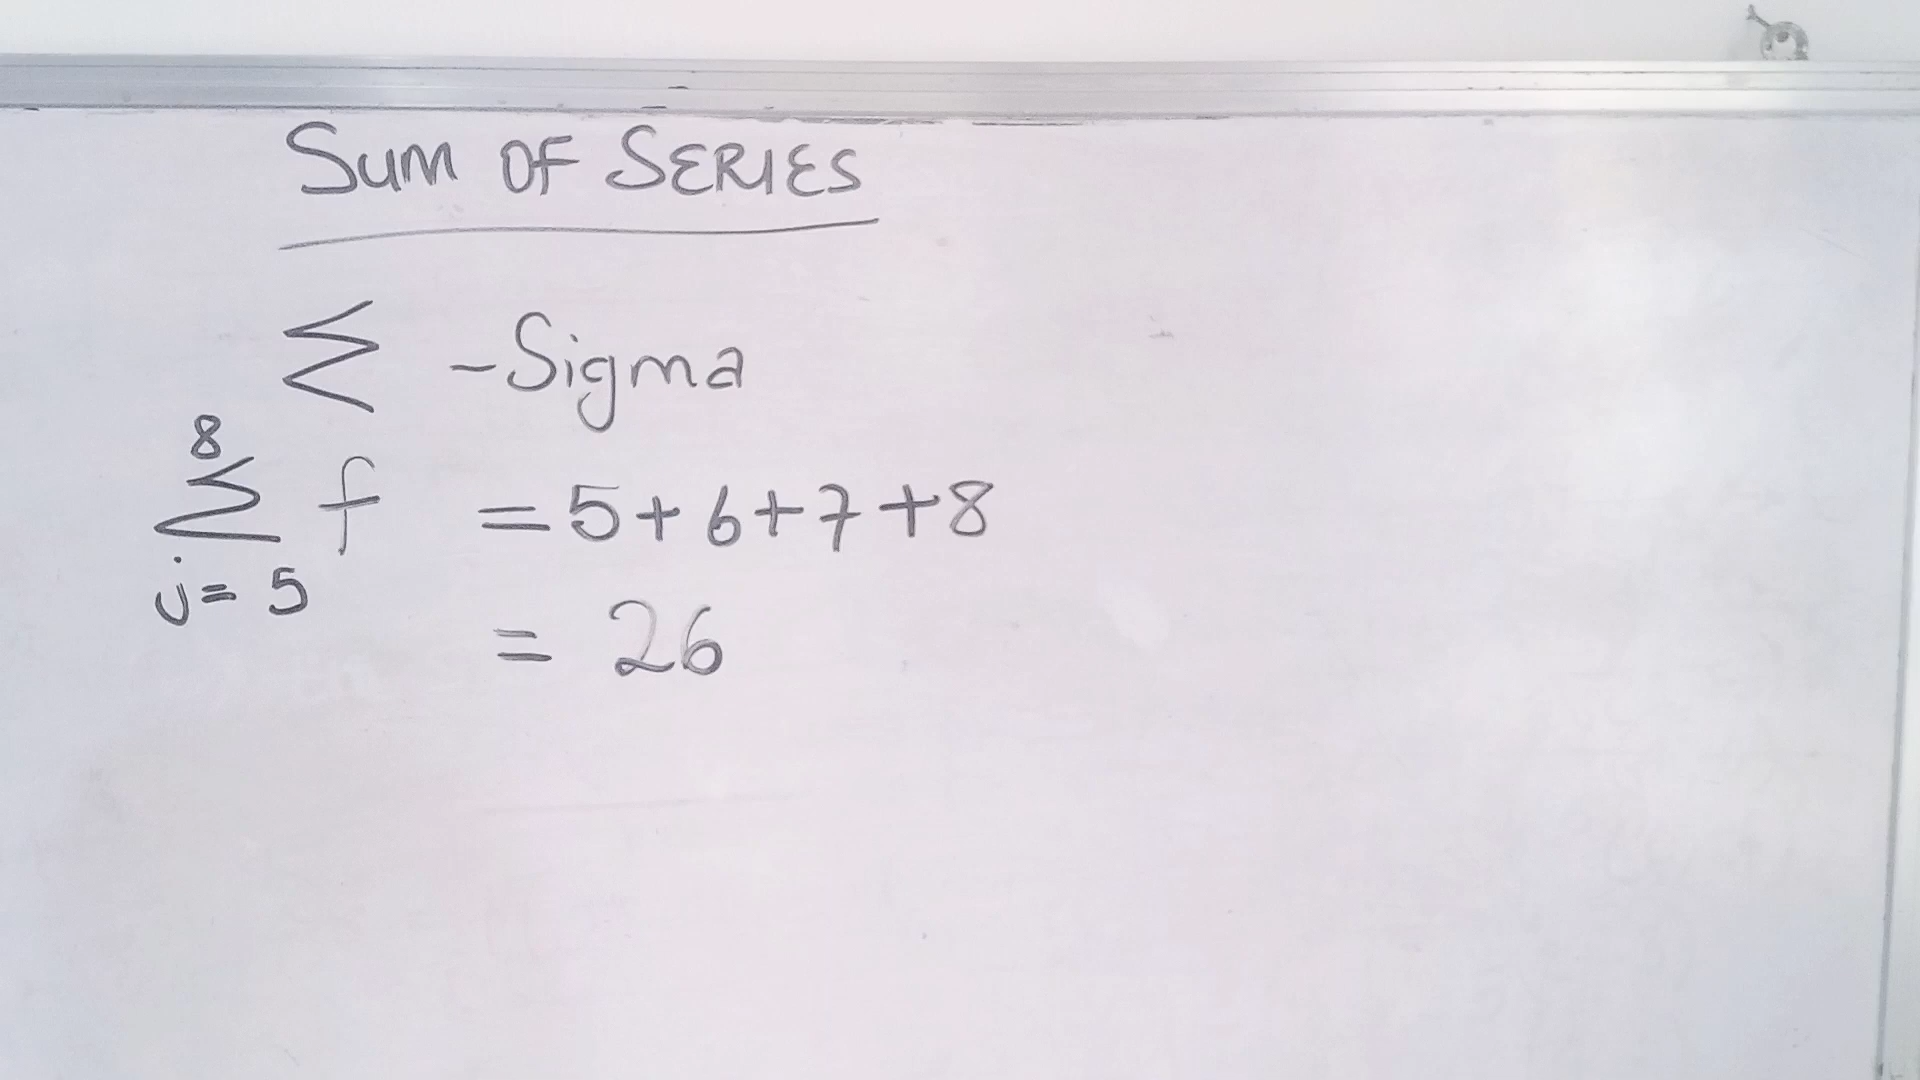 SUM OF SERIES
Σ - Sigma
8
Σ f = 5 + 6 + 7 + 8
j = 5
= 26